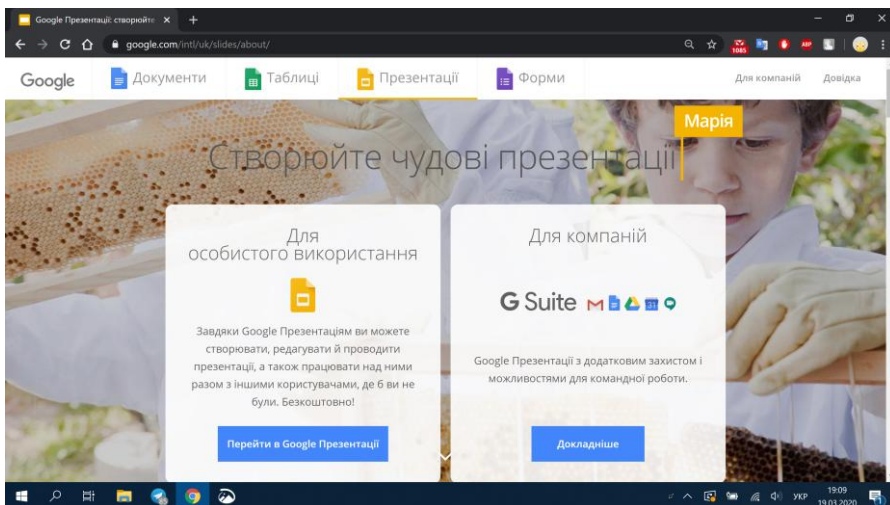 Google Презентації: створюйте
google.com/intl/uk/slides/about/
1085
ABP
Google
Документи
Таблиці
Презентації
Форми
Для компаній
Довідка
Марія
Створюйте чудові презентації
Для
особистого використання
Завдяки Google Презентаціям ви можете
створювати, редагувати й проводити
презентації, а також працювати над ними
разом з іншими користувачами, де б ви не
були. Безкоштовно!
Перейти в Google Презентації
Для компаній
G Suite
Google Презентації з додатковим захистом і
можливостями для командної роботи.
Докладніше
УКР
19:09
19.03.2020